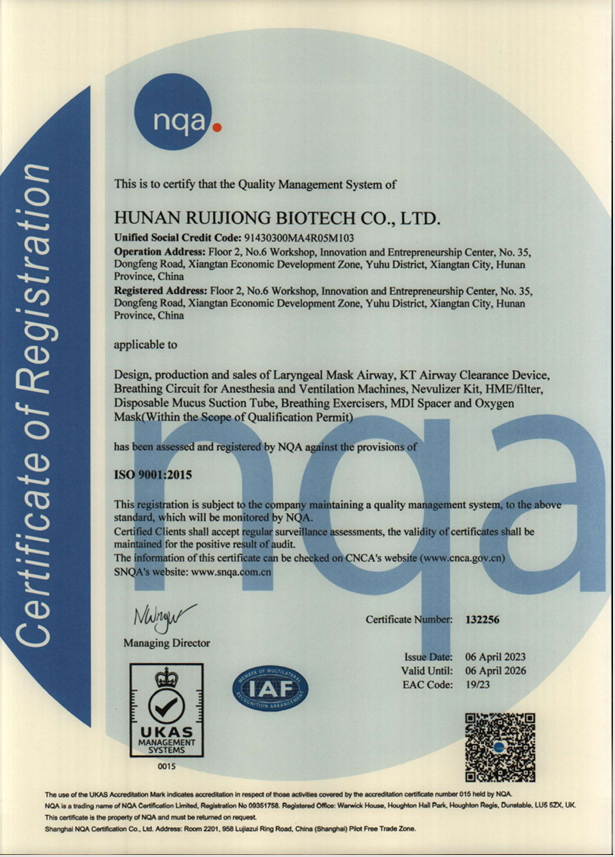 nqa.
Certificate of Registration
This is to certify that the Quality Management System of
HUNAN RUIJIONG BIOTECH CO., LTD.
Unified Social Credit Code: 91430300MA4R05M103
Operation Address: Floor 2, No.6 Workshop, Innovation and Entrepreneurship Center, No. 35,
Dongfeng Road, Xiangtan Economic Development Zone, Yuhu District, Xiangtan City, Hunan
Province, China
Registered Address: Floor 2, No.6 Workshop, Innovation and Entrepreneurship Center, No. 35,
Dongfeng Road, Xiangtan Economic Development Zone, Yuhu District, Xiangtan City, Hunan
Province, China
applicable to
Design, production and sales of Laryngeal Mask Airway, KT Airway Clearance Device,
Breathing Circuit for Anesthesia and Ventilation Machines, Nevulizer Kit, HME/filter,
Disposable Mucus Suction Tube, Breathing Exercisers, MDI Spacer and Oxygen
Mask(Within the Scope of Qualification Permit)
has been assessed and registered by NQA against the provisions of
ISO 9001:2015
nqa
This registration is subject to the company maintaining a quality management system, to the above
standard, which will be monitored by NQA.
Certified Clients shall accept regular surveillance assessments, the validity of certificates shall be
maintained for the positive result of audit.
The information of this certificate can be checked on CNCA's website (www.cnca.gov.cn)
SNQA's website: www.snqa.com.cn
Managing Director
Certificate Number: 132256
Issue Date: 06 April 2023
Valid Until: 06 April 2026
EAC Code: 19/23
UKAS
MANAGEMENT
SYSTEMS
0015
MEMBER OF MULTILATERAL
IAF
RECOGNITION ARRANGEMENT
The use of the UKAS Accreditation Mark indicates accreditation in respect of those activities covered by the accreditation certificate number 015 held by NQA.
NQA is a trading name of NQA Certification Limited, Registration No 09351758. Registered Office: Warwick House, Houghton Hall Park, Houghton Regis, Dunstable, LU5 5ZX, UK.
This certificate is the property of NQA and must be returned on request.
Shanghai NQA Certification Co., Ltd. Address: Room 2201, 958 Lujiazui Ring Road, China (Shanghai) Pilot Free Trade Zone.